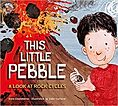 THIS
LITTLE
PEBBLE
A LOOK AT ROCK CYCLES